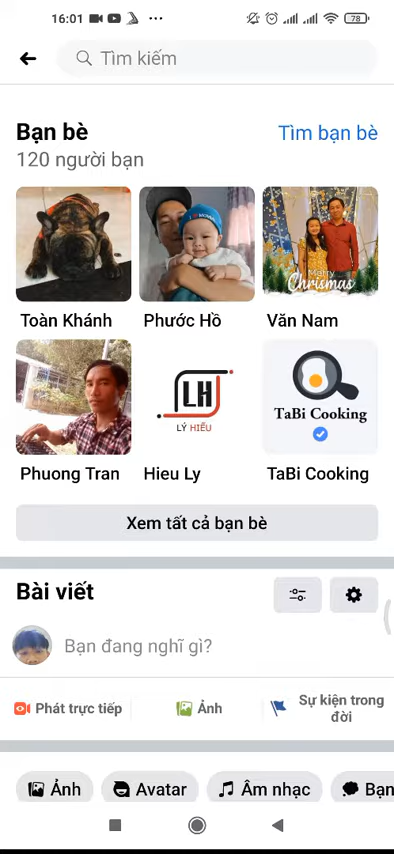 16:01
78
Tìm kiếm
Bạn bè
Tìm bạn bè
120 người bạn
Merry
Christmas
Toàn Khánh
Phước Hồ
Văn Nam
LH
LÝ HIẾU
TaBi Cooking
Phuong Tran
Hieu Ly
TaBi Cooking
Xem tất cả bạn bè
Bài viết
Bạn đang nghĩ gì?
Phát trực tiếp
Ảnh
Sự kiện trong
đời
Ảnh
Avatar
Âm nhạc
Bạn